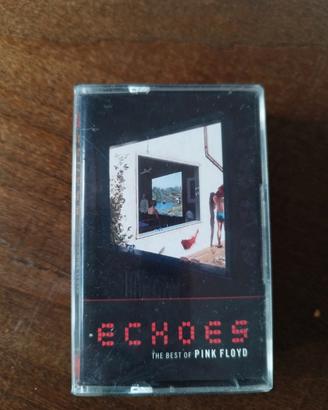 ECHOES
THE BEST OF PINK FLOYD